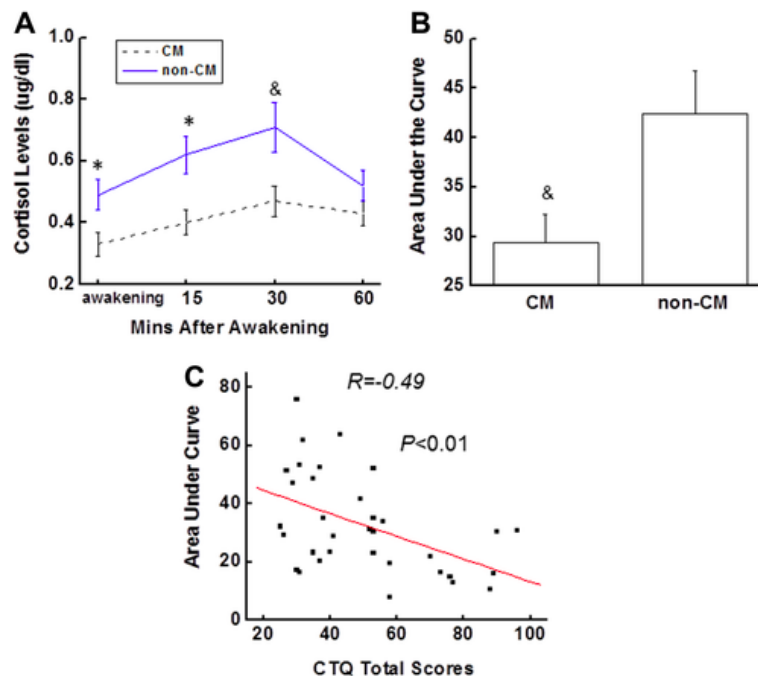 A
Cortisol Levels (ug/dl)
1.0
0.8
0.6
0.4
0.2
CM
non-CM
*
*
&
awakening 15 30 60
Mins After Awakening
B
Area Under the Curve
45
40
35
30
25
&
CM non-CM
C
R=-0.49
P<0.01
Area Under Curve
80
60
40
20
0
20 40 60 80 100
CTQ Total Scores